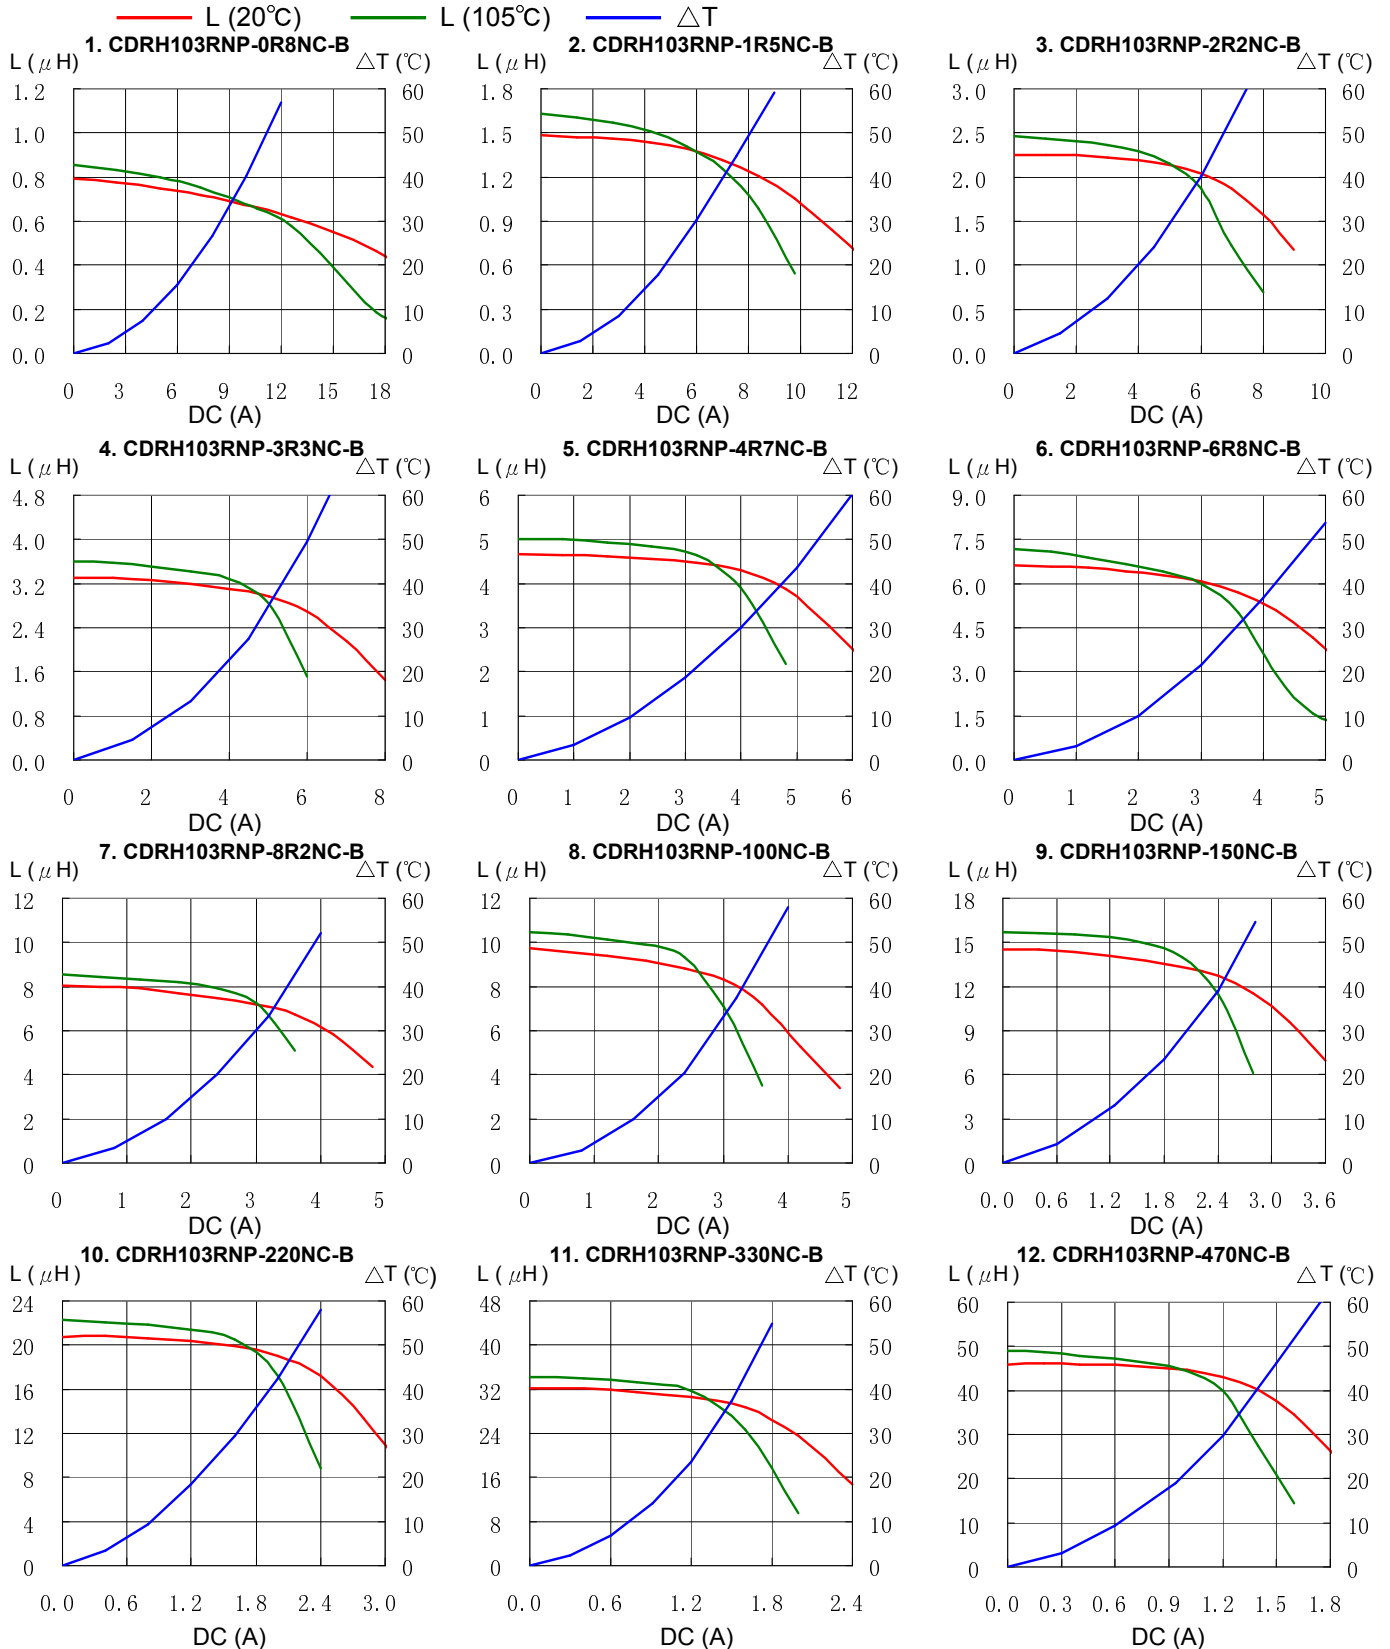 L (20℃) L (105℃) △T
1. CDRH103RNP-0R8NC-B
L (μH) △T (℃)
1.2 1.0 0.8 0.6 0.4 0.2 0.0
60 50 40 30 20 10 0
0 3 6 9 12 15 18
DC (A)
2. CDRH103RNP-1R5NC-B
L (μH) △T (℃)
1.8 1.5 1.2 0.9 0.6 0.3 0.0
60 50 40 30 20 10 0
0 2 4 6 8 10 12
DC (A)
3. CDRH103RNP-2R2NC-B
L (μH) △T (℃)
3.0 2.5 2.0 1.5 1.0 0.5 0.0
60 50 40 30 20 10 0
0 2 4 6 8 10
DC (A)
4. CDRH103RNP-3R3NC-B
L (μH) △T (℃)
4.8 4.0 3.2 2.4 1.6 0.8 0.0
60 50 40 30 20 10 0
0 2 4 6 8
DC (A)
5. CDRH103RNP-4R7NC-B
L (μH) △T (℃)
6 5 4 3 2 1 0
60 50 40 30 20 10 0
0 1 2 3 4 5 6
DC (A)
6. CDRH103RNP-6R8NC-B
L (μH) △T (℃)
9.0 7.5 6.0 4.5 3.0 1.5 0.0
60 50 40 30 20 10 0
0 1 2 3 4 5
DC (A)
7. CDRH103RNP-8R2NC-B
L (μH) △T (℃)
12 10 8 6 4 2 0
60 50 40 30 20 10 0
0 1 2 3 4 5
DC (A)
8. CDRH103RNP-100NC-B
L (μH) △T (℃)
12 10 8 6 4 2 0
60 50 40 30 20 10 0
0 1 2 3 4 5
DC (A)
9. CDRH103RNP-150NC-B
L (μH) △T (℃)
18 15 12 9 6 3 0
60 50 40 30 20 10 0
0.0 0.6 1.2 1.8 2.4 3.0 3.6
DC (A)
10. CDRH103RNP-220NC-B
L (μH) △T (℃)
24 20 16 12 8 4 0
60 50 40 30 20 10 0
0.0 0.6 1.2 1.8 2.4 3.0
DC (A)
11. CDRH103RNP-330NC-B
L (μH) △T (℃)
48 40 32 24 16 8 0
60 50 40 30 20 10 0
0.0 0.6 1.2 1.8 2.4
DC (A)
12. CDRH103RNP-470NC-B
L (μH) △T (℃)
60 50 40 30 20 10 0
60 50 40 30 20 10 0
0.0 0.3 0.6 0.9 1.2 1.5 1.8
DC (A)